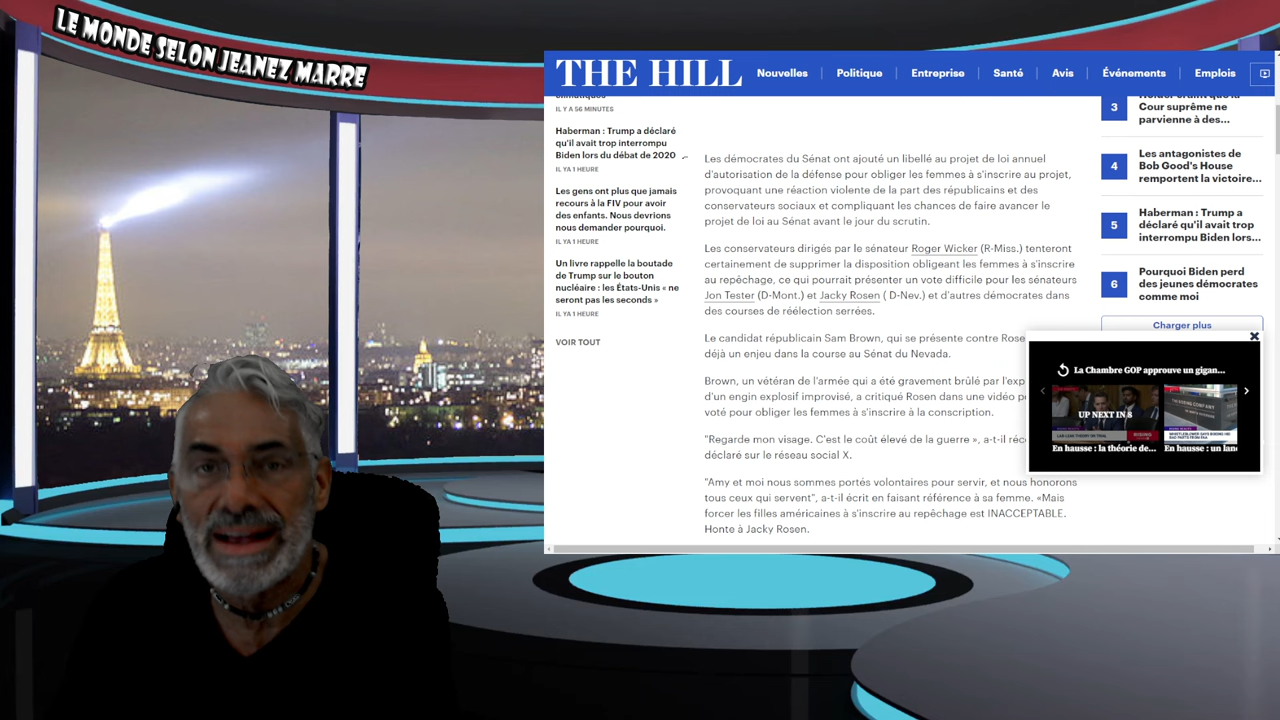 LE MONDE SELON JEANEZ MARRE
THE HILL
Nouvelles
Politique
Entreprise
Santé
Avis
Événements
Emplois
IL Y A 56 MINUTES
Haberman : Trump a déclaré
qu'il avait trop interrompu
Biden lors du débat de 2020
IL YA 1 HEURE
Les gens ont plus que jamais
recours à la FIV pour avoir
des enfants. Nous devrions
nous demander pourquoi.
IL YA 1 HEURE
Un livre rappelle la boutade
de Trump sur le bouton
nucléaire : les États-Unis « ne
seront pas les seconds »
IL YA 1 HEURE
VOIR TOUT
Les démocrates du Sénat ont ajouté un libellé au projet de loi annuel
d'autorisation de la défense pour obliger les femmes à s'inscrire au projet,
provoquant une réaction violente de la part des républicains et des
conservateurs sociaux et compliquant les chances de faire avancer le
projet de loi au Sénat avant le jour du scrutin.
Les conservateurs dirigés par le sénateur Roger Wicker (R-Miss.) tenteront
certainement de supprimer la disposition obligeant les femmes à s'inscrire
au repêchage, ce qui pourrait présenter un vote difficile pour les sénateurs
Jon Tester (D-Mont.) et Jacky Rosen ( D-Nev.) et d'autres démocrates dans
des courses de réélection serrées.
Le candidat républicain Sam Brown, qui se présente contre Rose
déjà un enjeu dans la course au Sénat du Nevada.
Brown, un vétéran de l'armée qui a été gravement brûlé par l'exp
d'un engin explosif improvisé, a critiqué Rosen dans une vidéo p
voté pour obliger les femmes à s'inscrire à la conscription.
"Regarde mon visage. C'est le coût élevé de la guerre », a-t-il réce
déclaré sur le réseau social X.
"Amy et moi nous sommes portés volontaires pour servir, et nous honorons
tous ceux qui servent", a-t-il écrit en faisant référence à sa femme. «Mais
forcer les filles américaines à s'inscrire au repêchage est INACCEPTABLE.
Honte à Jacky Rosen.
3
Cour suprême ne
parvienne à des...
4
Les antagonistes de
Bob Good's House
remportent la victoire...
5
Haberman : Trump a
déclaré qu'il avait trop
interrompu Biden lors...
6
Pourquoi Biden perd
des jeunes démocrates
comme moi
Charger plus
La Chambre GOP approuve un gigan...
UP NEXT IN 8
En hausse : la théorie de...
En hausse : un lan